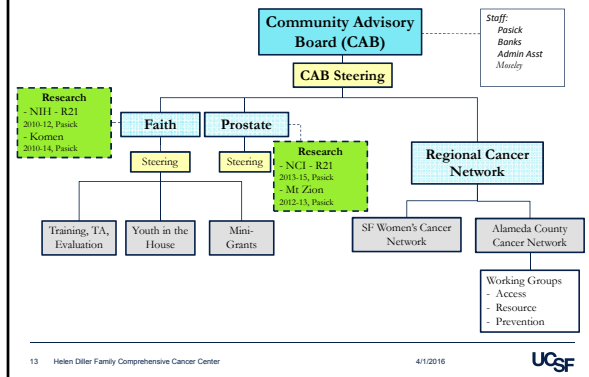 Community Advisory
Board (CAB)
Staff:
Pasick
Banks
Admin Asst
Moseley
CAB Steering
Research
- NIH - R21
2010-12, Pasick
- Komen
2010-14, Pasick
Faith
Prostate
Steering
Steering
Research
- NCI - R21
2013-15, Pasick
- Mt Zion
2012-13, Pasick
Regional Cancer
Network
Training, TA,
Evaluation
Youth in the
House
Mini-
Grants
SF Women's Cancer
Network
Alameda County
Cancer Network
Working Groups
- Access
- Resource
- Prevention
13 Helen Diller Family Comprehensive Cancer Center 4/1/2016 UCSF